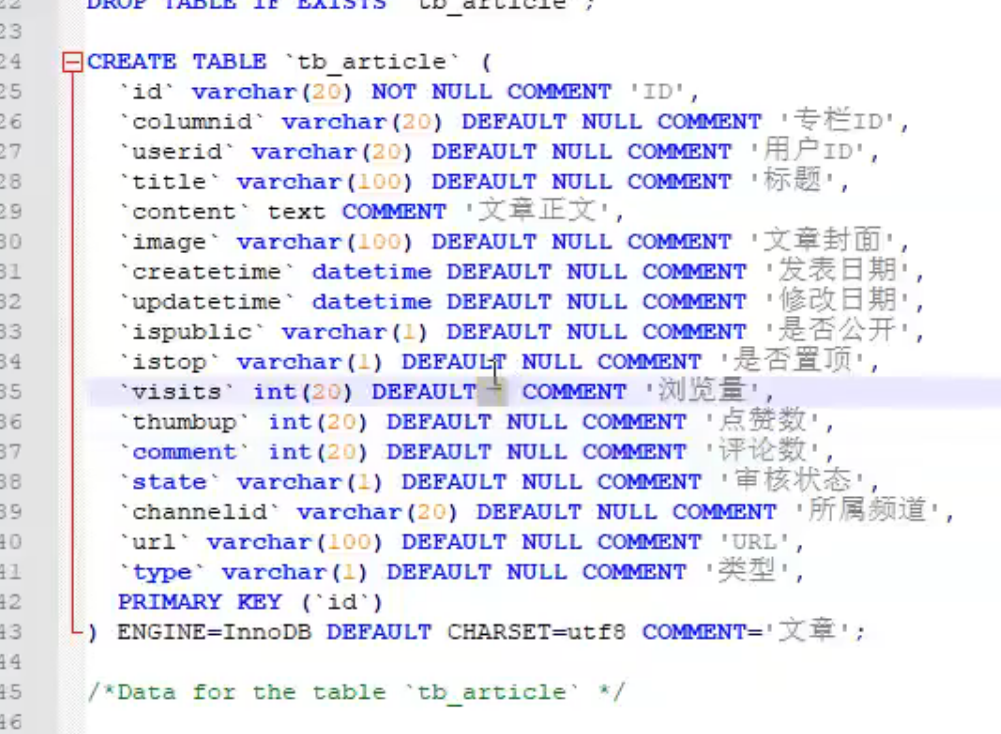 22 DROP TABLE IF EXISTS `tb_article`;
23
24 CREATE TABLE `tb_article` (
25 `id` varchar(20) NOT NULL COMMENT 'ID',
26 `columnid` varchar(20) DEFAULT NULL COMMENT '专栏ID',
27 `userid` varchar(20) DEFAULT NULL COMMENT '用户ID',
28 `title` varchar(100) DEFAULT NULL COMMENT '标题',
29 `content` text COMMENT '文章正文',
30 `image` varchar(100) DEFAULT NULL COMMENT '文章封面',
31 `createtime` datetime DEFAULT NULL COMMENT '发表日期',
32 `updatetime` datetime DEFAULT NULL COMMENT '修改日期',
33 `ispublic` varchar(1) DEFAULT NULL COMMENT '是否公开',
34 `istop` varchar(1) DEFAULT NULL COMMENT '是否置顶',
35 `visits` int(20) DEFAULT COMMENT '浏览量',
36 `thumbup` int(20) DEFAULT NULL COMMENT '点赞数',
37 `comment` int(20) DEFAULT NULL COMMENT '评论数',
38 `state` varchar(1) DEFAULT NULL COMMENT '审核状态',
39 `channelid` varchar(20) DEFAULT NULL COMMENT '所属频道',
40 `url` varchar(100) DEFAULT NULL COMMENT 'URL',
41 `type` varchar(1) DEFAULT NULL COMMENT '类型',
42 PRIMARY KEY (`id`)
43 ) ENGINE=InnoDB DEFAULT CHARSET=utf8 COMMENT='文章';
44
45 /*Data for the table `tb_article` */
46